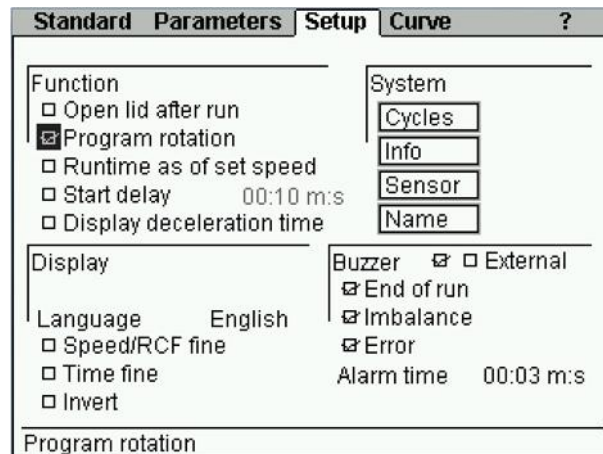 Standard Parameters Setup Curve ?
Function
Open lid after run
Program rotation
Runtime as of set speed
Start delay 00:10 m:s
Display deceleration time
System
Cycles
Info
Sensor
Name
Display
Language English
Speed/RCF fine
Time fine
Invert
Buzzer External
End of run
Imbalance
Error
Alarm time 00:03 m:s
Program rotation